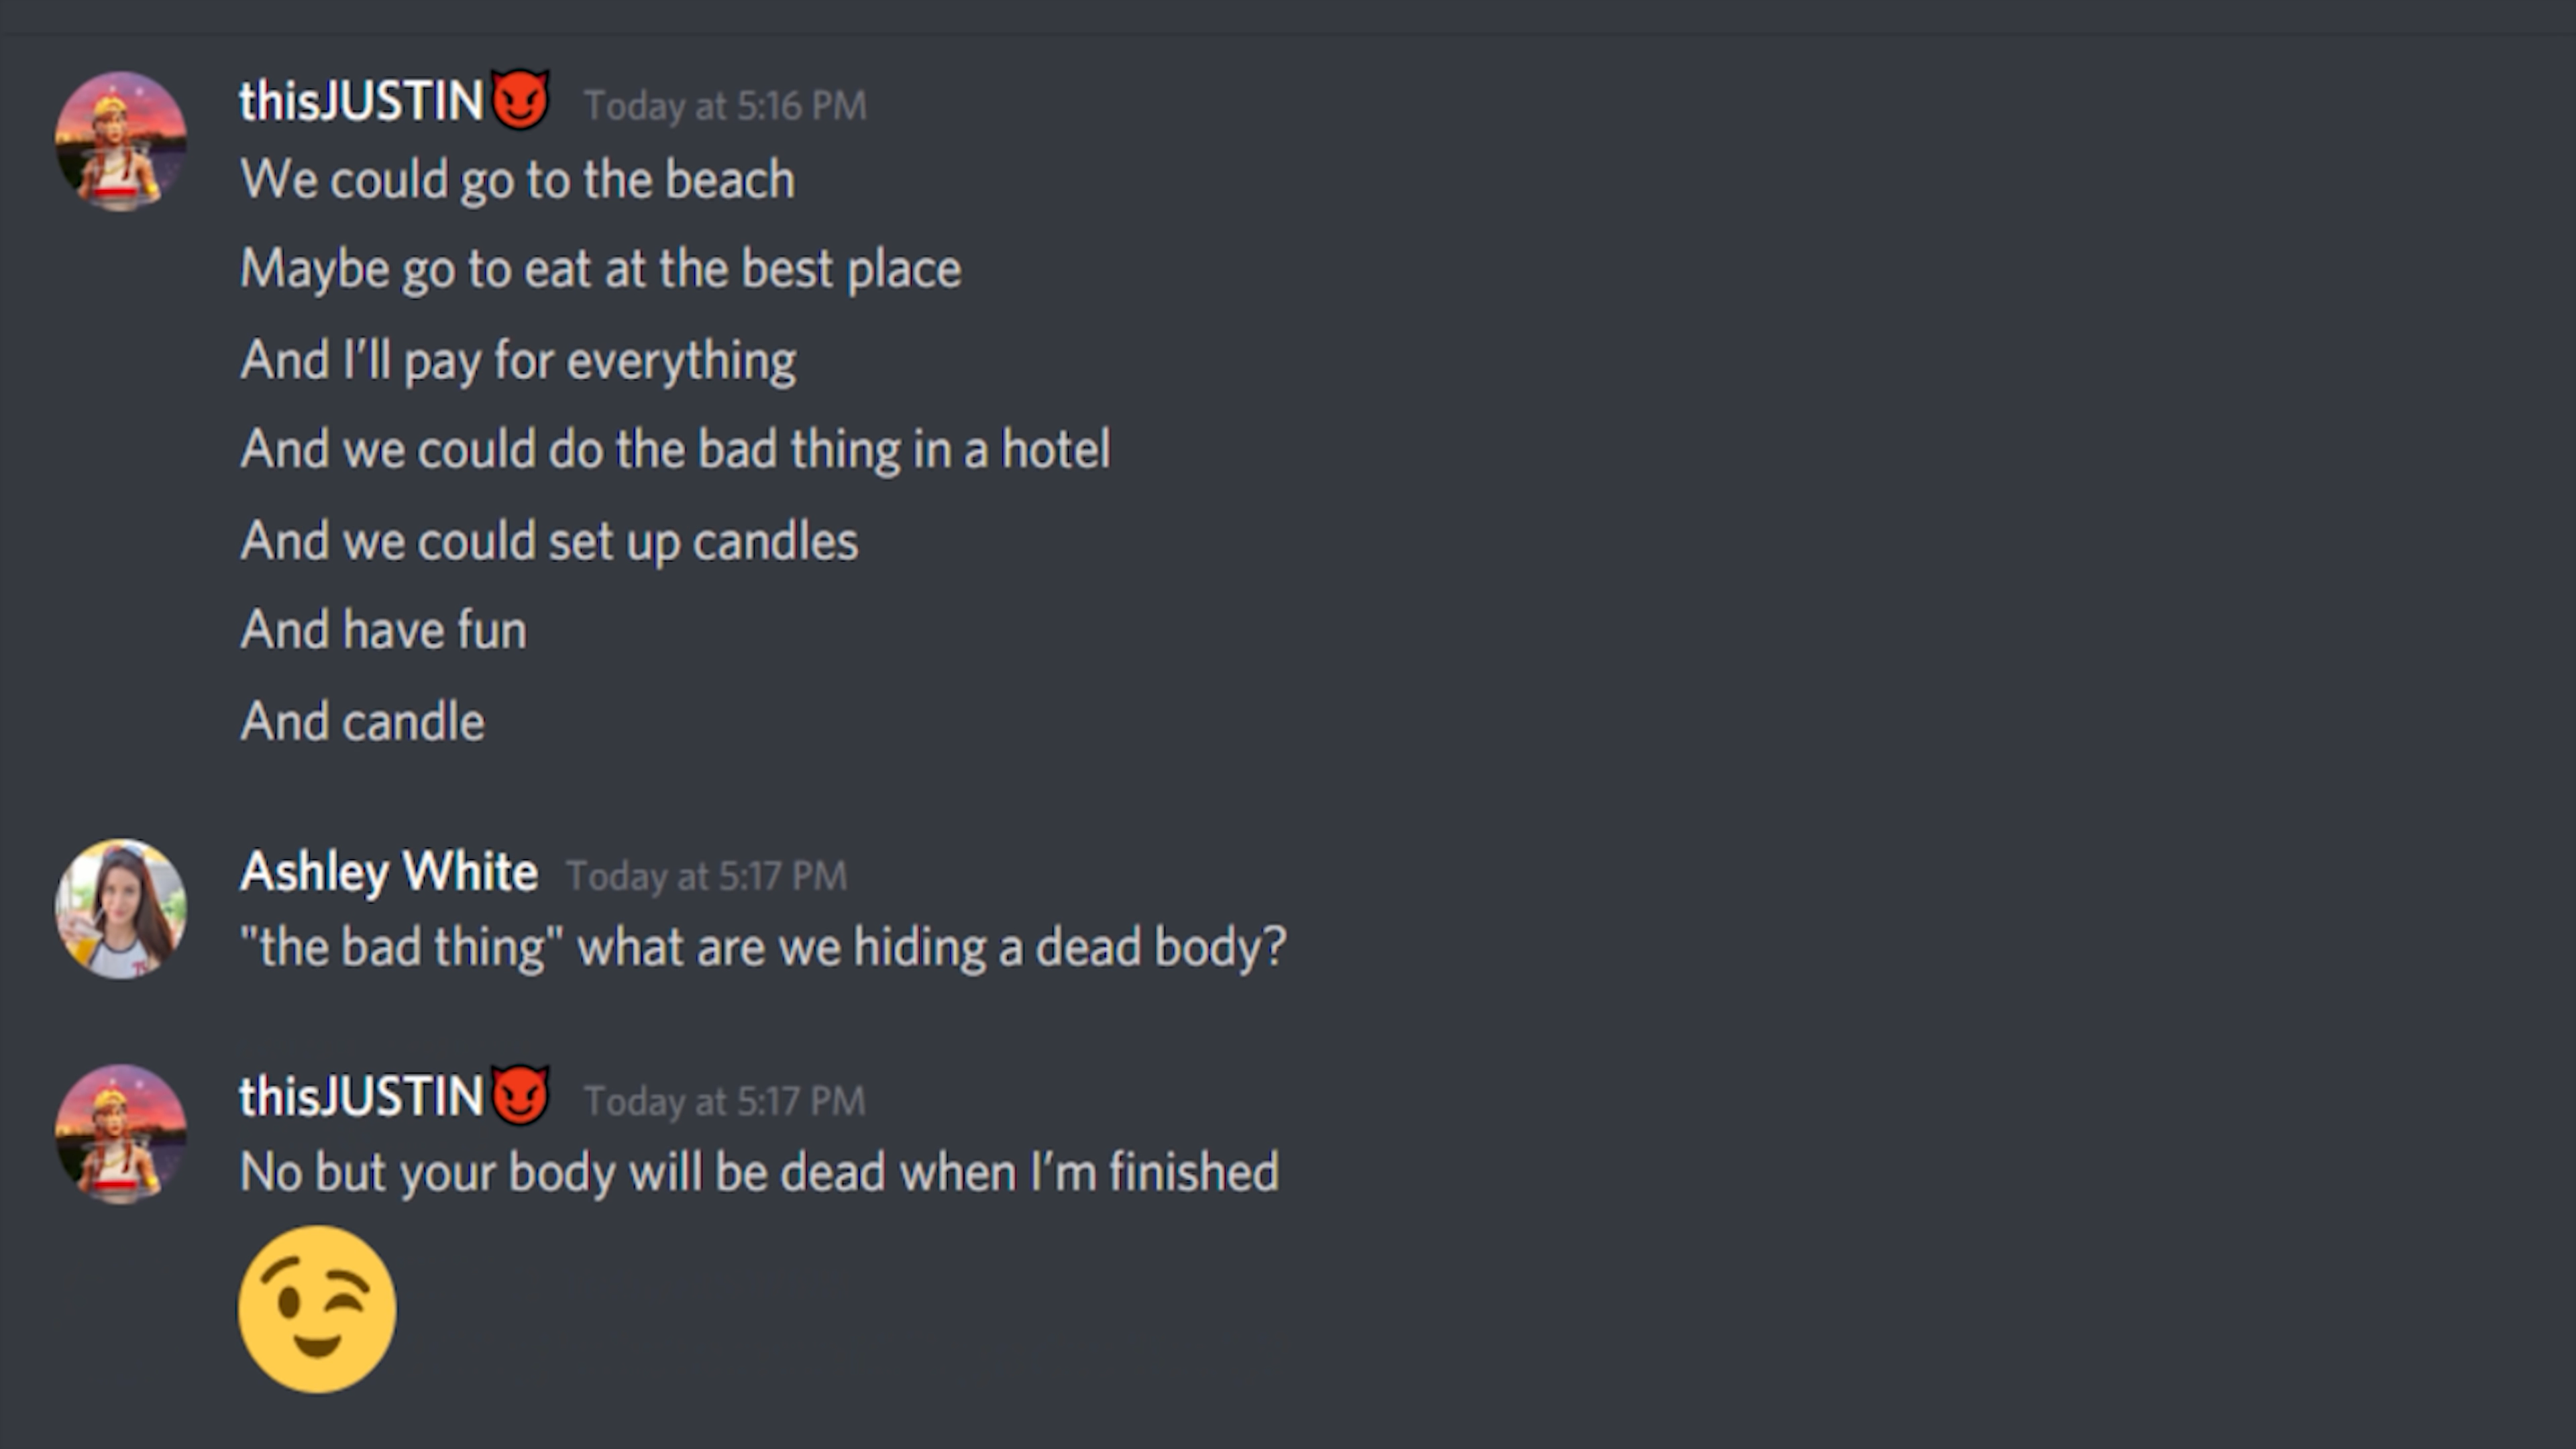 thisJUSTIN😈 Today at 5:16 PM
We could go to the beach
Maybe go to eat at the best place
And I’ll pay for everything
And we could do the bad thing in a hotel
And we could set up candles
And have fun
And candle
Ashley White Today at 5:17 PM
"the bad thing" what are we hiding a dead body?
thisJUSTIN😈 Today at 5:17 PM
No but your body will be dead when I’m finished
😉